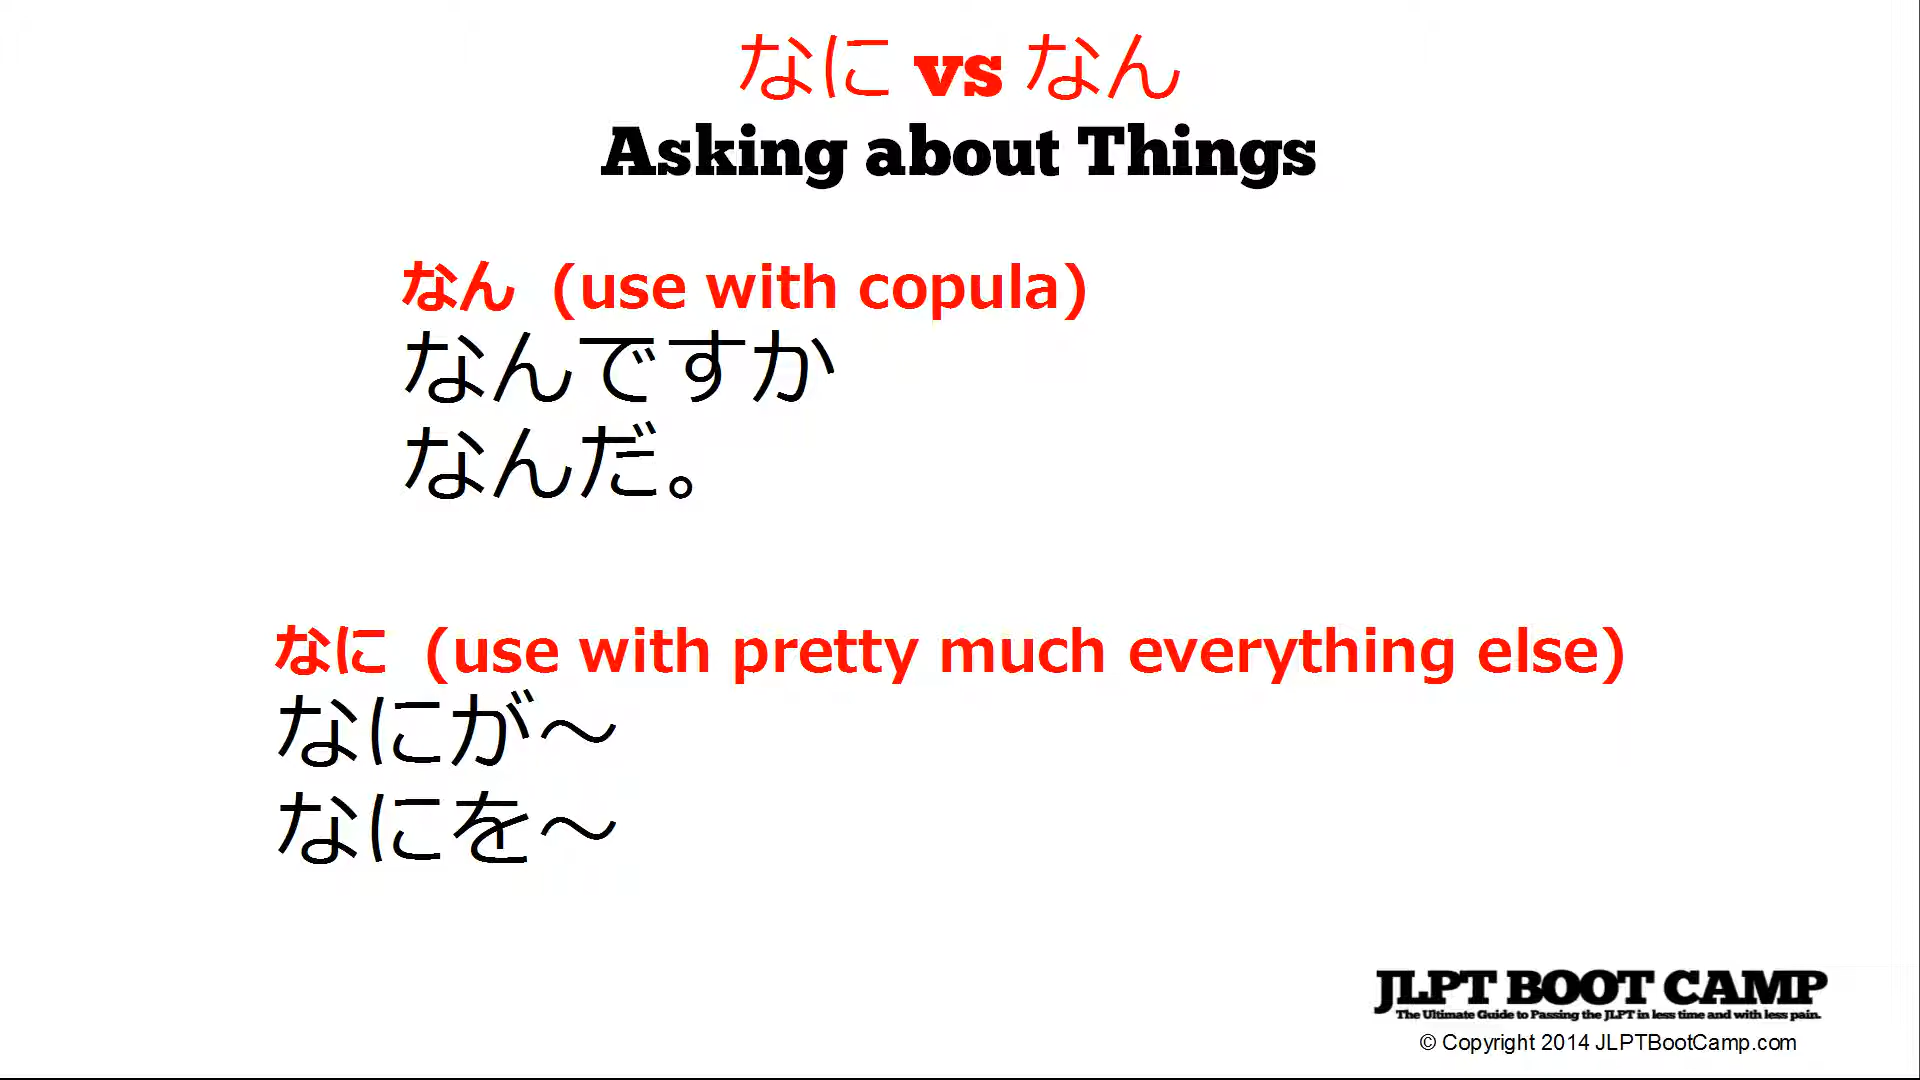 なに vs なん
Asking about Things
なん (use with copula)
なんですか
なんだ。
なに (use with pretty much everything else)
なにが～
なにを～
JLPT BOOT CAMP
The Ultimate Guide to Passing the JLPT in less time and with less pain.
© Copyright 2014 JLPTBootCamp.com